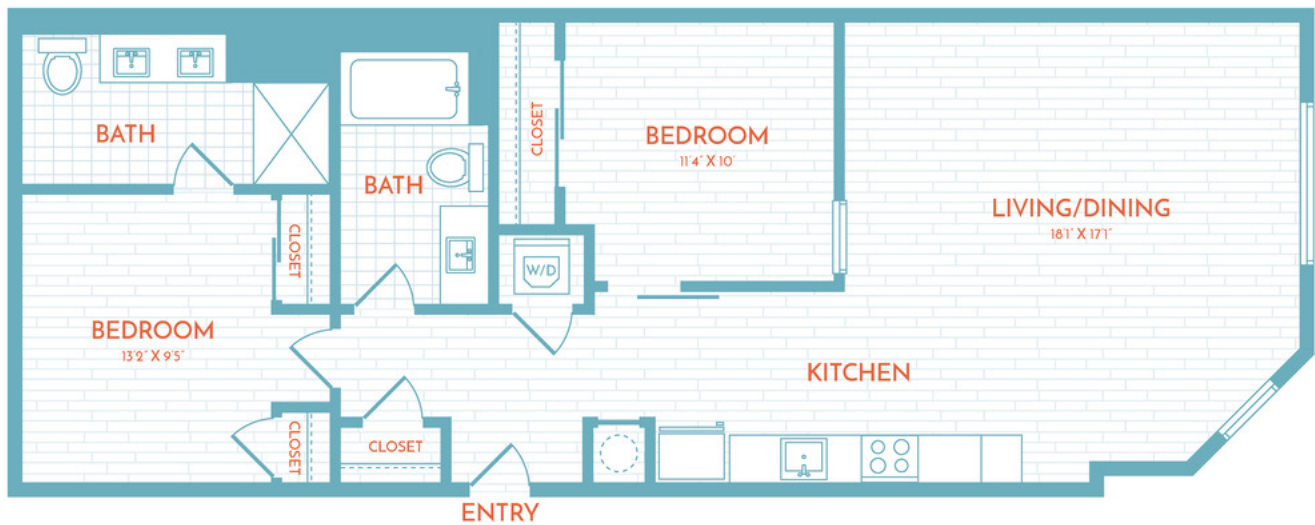 BATH
BATH
CLOSET
BEDROOM
11'4" X 10'
LIVING/DINING
18'1" X 17'1"
CLOSET
W/D
BEDROOM
13'2" X 9'5"
KITCHEN
CLOSET
CLOSET
ENTRY